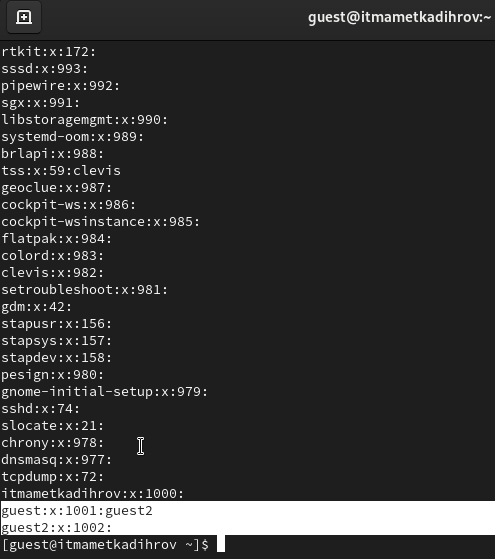 guest@itmametkadihrov:~
rtkit:x:172:
sssd:x:993:
pipewire:x:992:
sgx:x:991:
libstoragemgmt:x:990:
systemd-oom:x:989:
brlapi:x:988:
tss:x:59:clevis
geoclue:x:987:
cockpit-ws:x:986:
cockpit-wsinstance:x:985:
flatpak:x:984:
colord:x:983:
clevis:x:982:
setroubleshoot:x:981:
gdm:x:42:
stapusr:x:156:
stapsys:x:157:
stapdev:x:158:
pesign:x:980:
gnome-initial-setup:x:979:
sshd:x:74:
slocate:x:21:
chrony:x:978:
dnsmasq:x:977:
tcpdump:x:72:
itmametkadihrov:x:1000:
guest:x:1001:guest2
guest2:x:1002:
[guest@itmametkadihrov ~]$